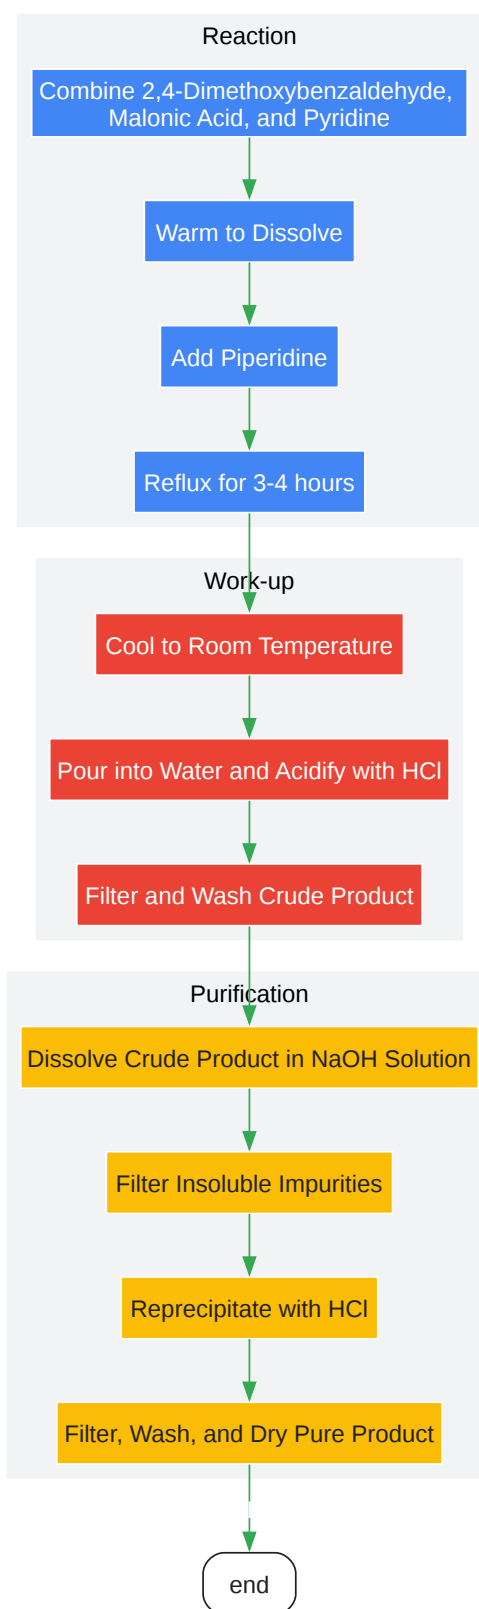 Reaction
Combine 2,4-Dimethoxybenzaldehyde,
Malonic Acid, and Pyridine
Warm to Dissolve
Add Piperidine
Reflux for 3-4 hours
Work-up
Cool to Room Temperature
Pour into Water and Acidify with HCl
Filter and Wash Crude Product
Purification
Dissolve Crude Product in NaOH Solution
Filter Insoluble Impurities
Reprecipitate with HCl
Filter, Wash, and Dry Pure Product
end